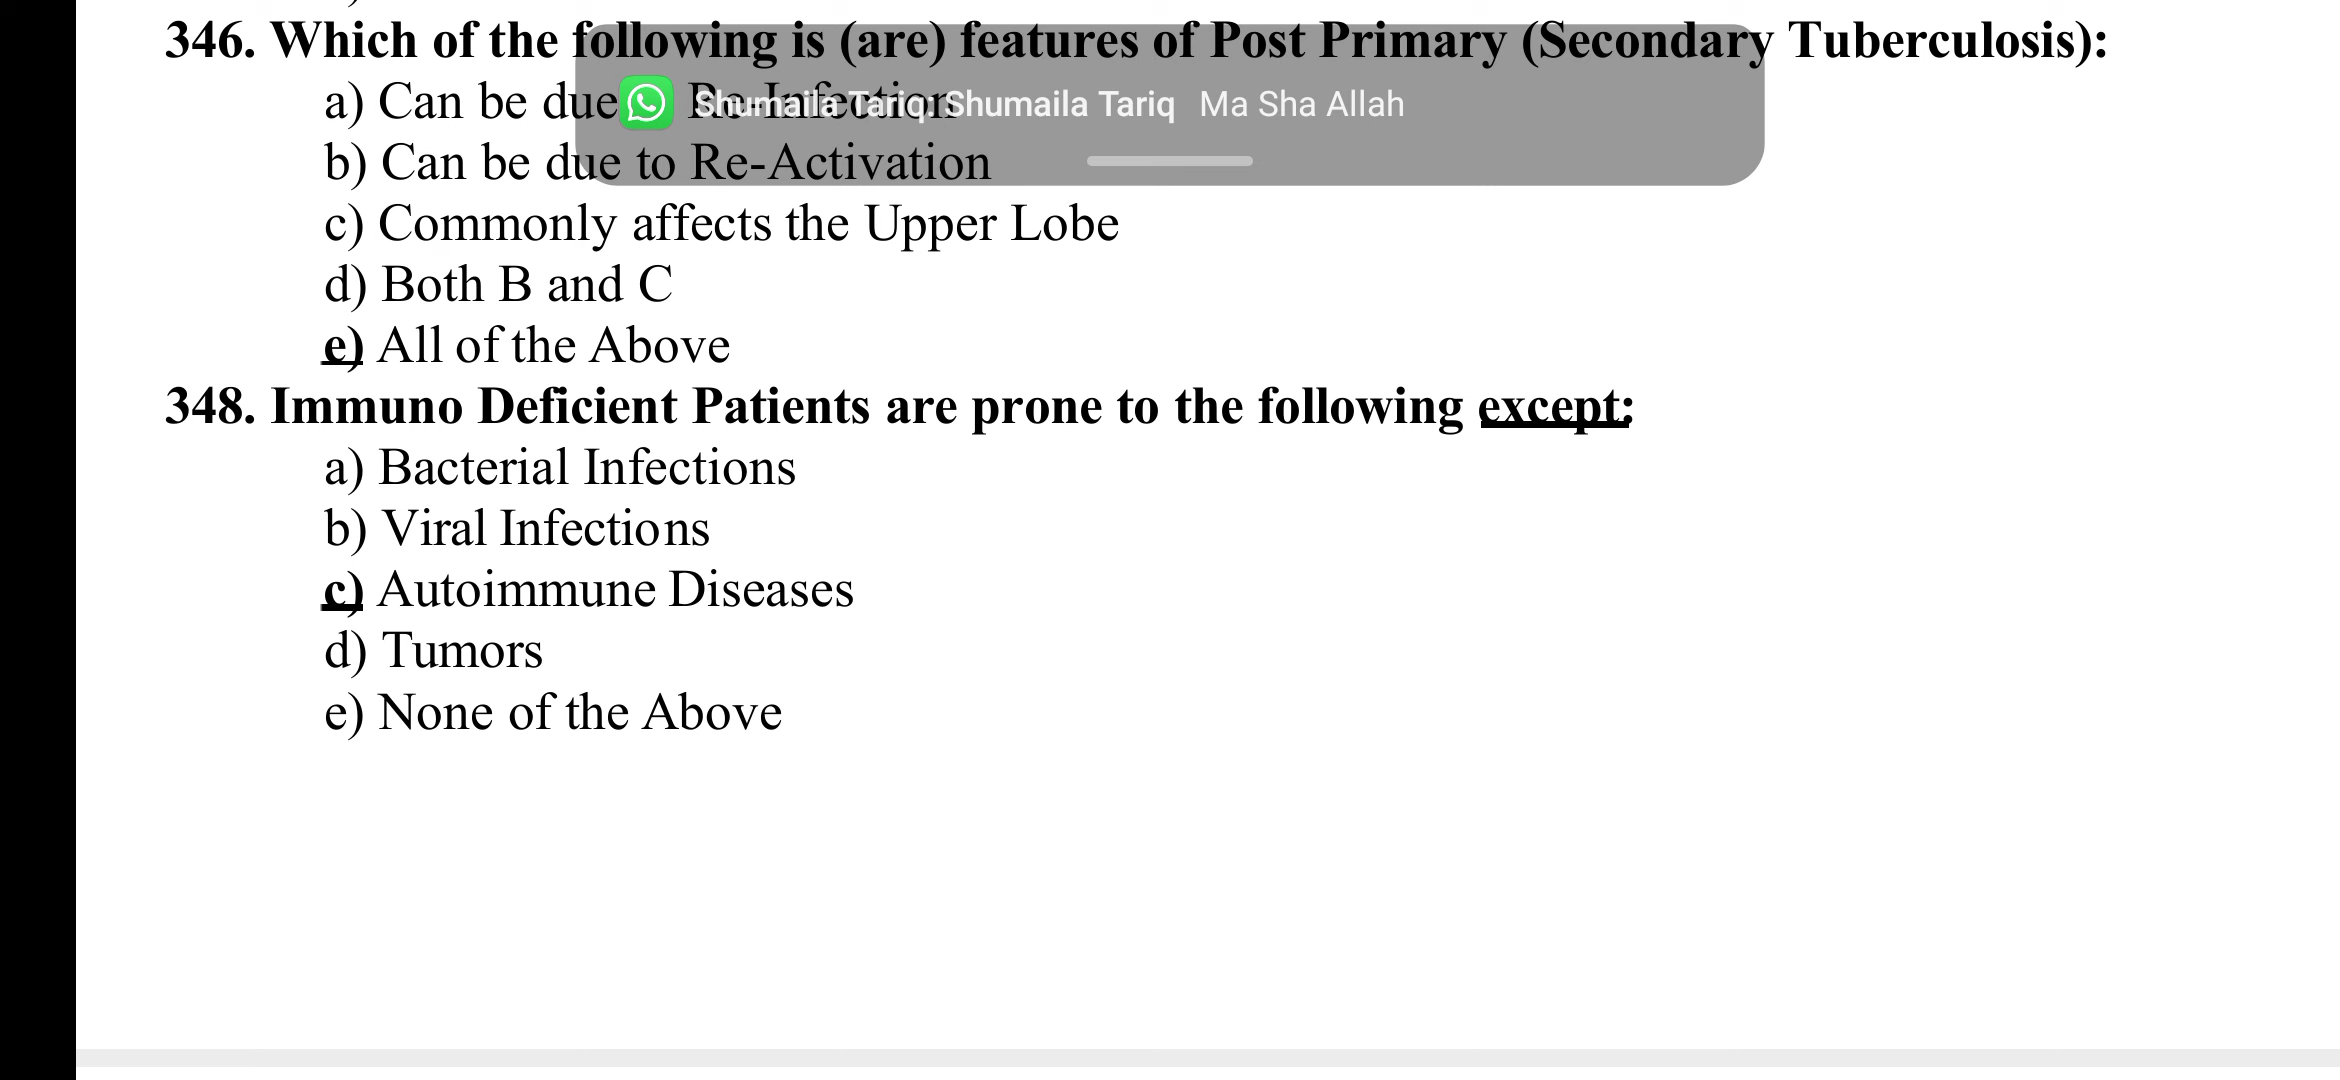 346. Which of the following is (are) features of Post Primary (Secondary Tuberculosis):
a) Can be due Re-Infection
Shumaila Tariq: Shumaila Tariq Ma Sha Allah
b) Can be due to Re-Activation
c) Commonly affects the Upper Lobe
d) Both B and C
e) All of the Above
348. Immuno Deficient Patients are prone to the following except:
a) Bacterial Infections
b) Viral Infections
c) Autoimmune Diseases
d) Tumors
e) None of the Above